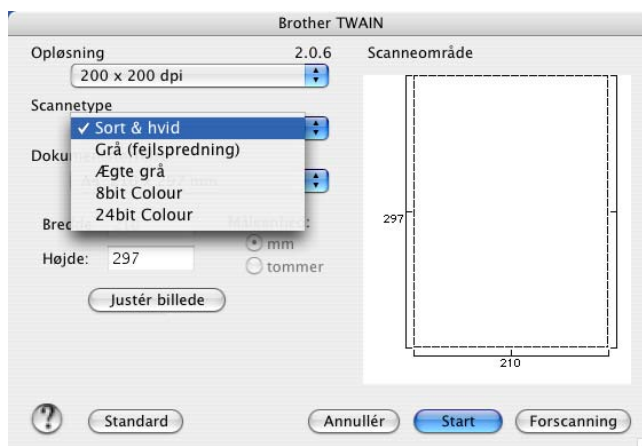 Brother TWAIN
Opløsning 2.0.6
200 x 200 dpi
Scannetype
✓ Sort & hvid
Grå (fejlspredning)
Ægte grå
8bit Colour
24bit Colour
Højde: 297
mm
tommer
Justér billede
Scanneområde
297
210
?
Standard
Annullér
Start
Forscanning